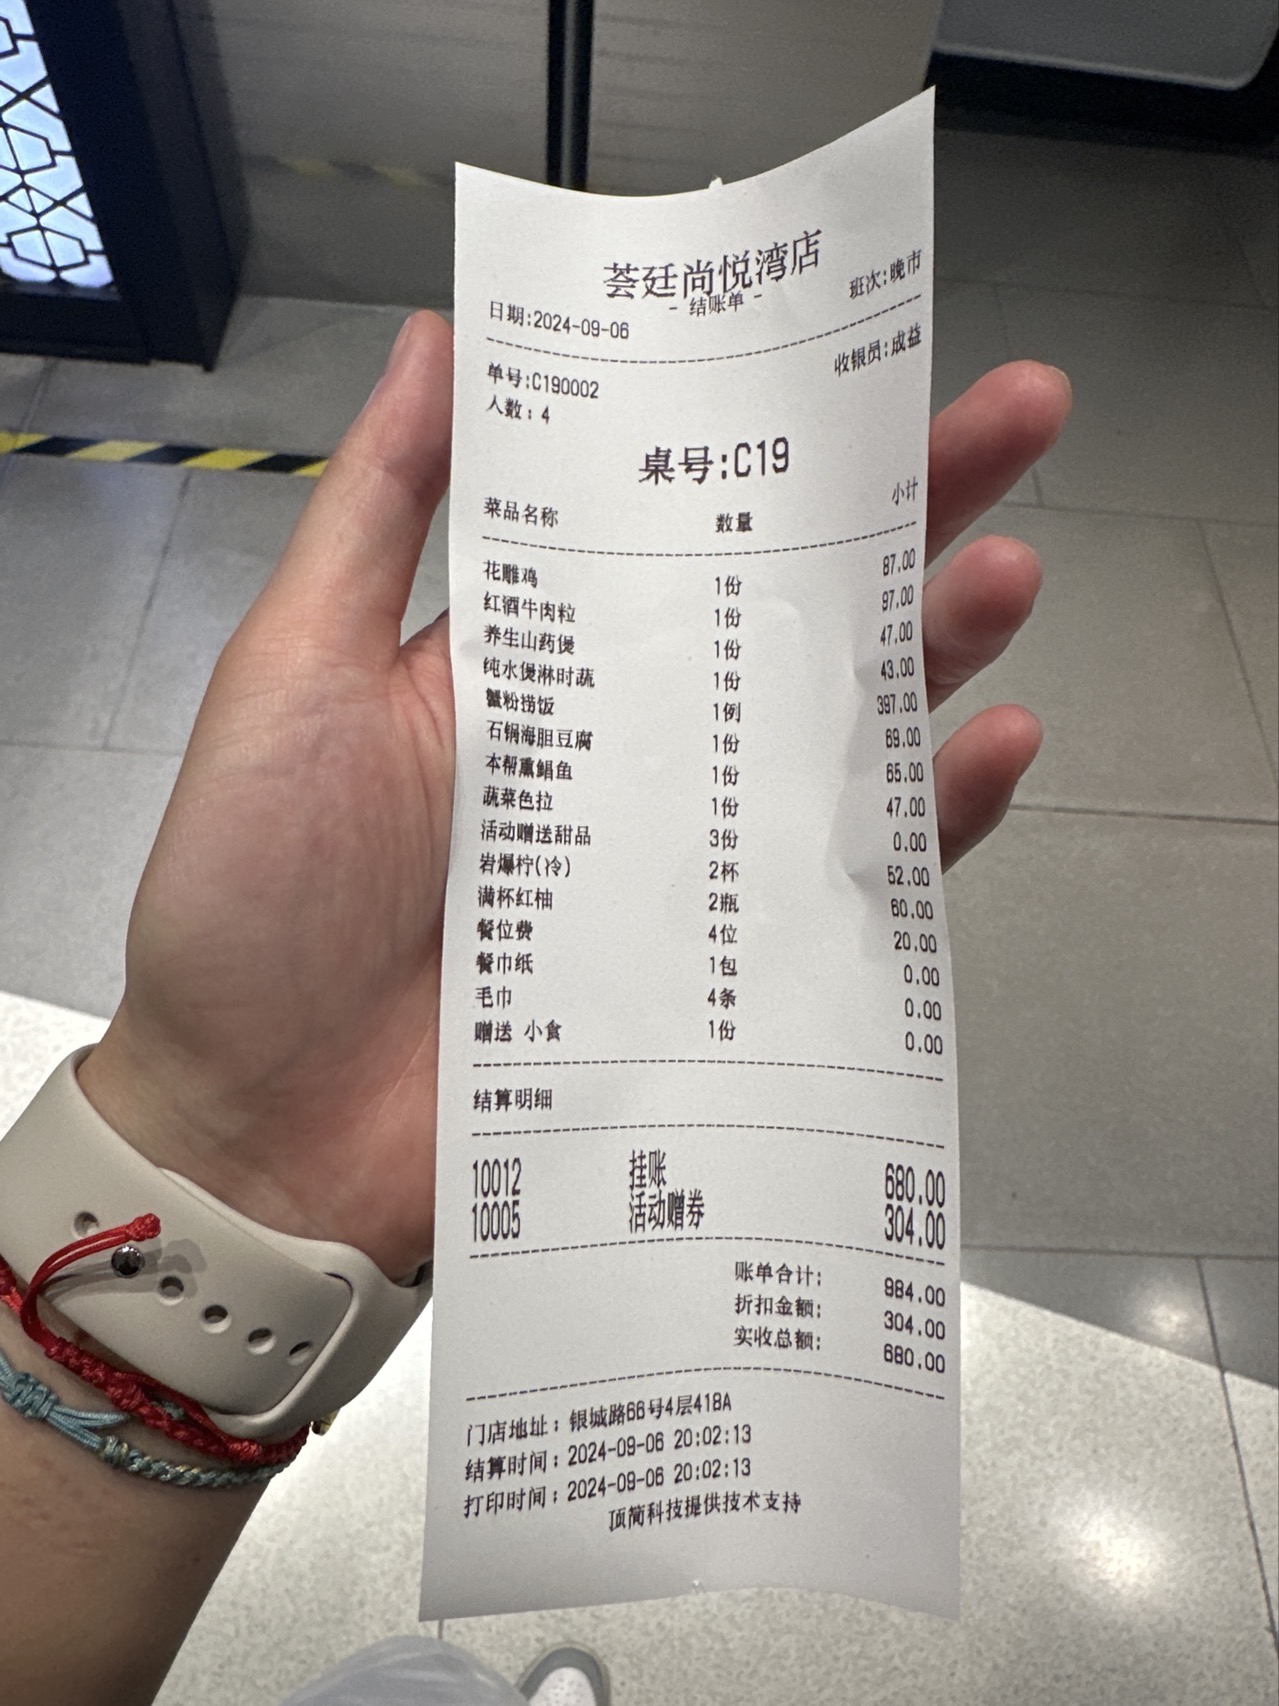 荟廷尚悦湾店
- 结账单 -
日期:2024-09-06 班次:晚市
单号:C190002 收银员:成益
人数: 4
桌号:C19
菜品名称 数量 小计
花雕鸡 1份 87.00
红酒牛肉粒 1份 97.00
养生山药煲 1份 47.00
纯水煲淋时蔬 1份 43.00
蟹粉捞饭 1例 397.00
石锅海胆豆腐 1份 69.00
本帮熏鲳鱼 1份 65.00
蔬菜色拉 1份 47.00
活动赠送甜品 3份 0.00
岩爆柠(冷) 2杯 52.00
满杯红柚 2瓶 60.00
餐位费 4位 20.00
餐巾纸 1包 0.00
毛巾 4条 0.00
赠送 小食 1份 0.00
结算明细
10012 挂账 680.00
10005 活动赠券 304.00
账单合计: 984.00
折扣金额: 304.00
实收总额: 680.00
门店地址: 银城路66号4层418A
结算时间: 2024-09-06 20:02:13
打印时间: 2024-09-06 20:02:13
顶简科技提供技术支持